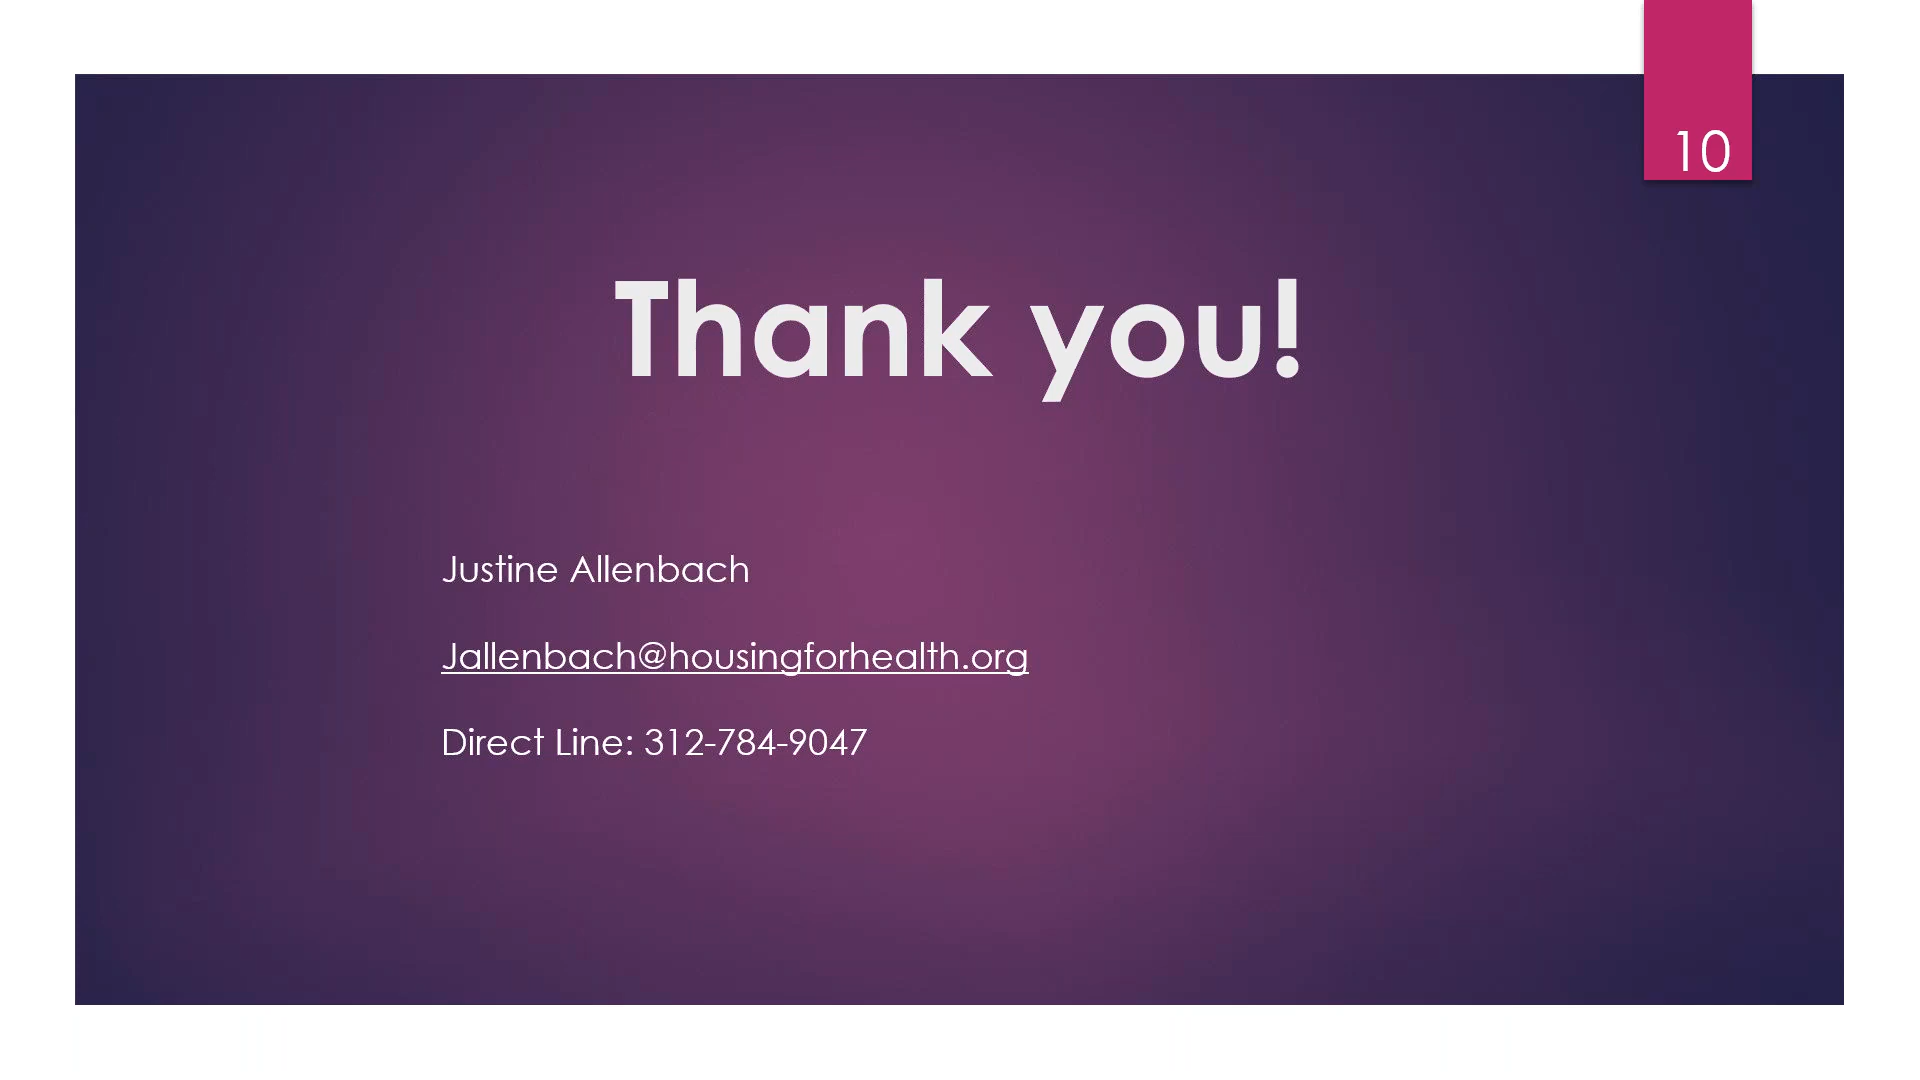 10
Thank you!
Justine Allenbach
Jallenbach@housingforhealth.org
Direct Line: 312-784-9047